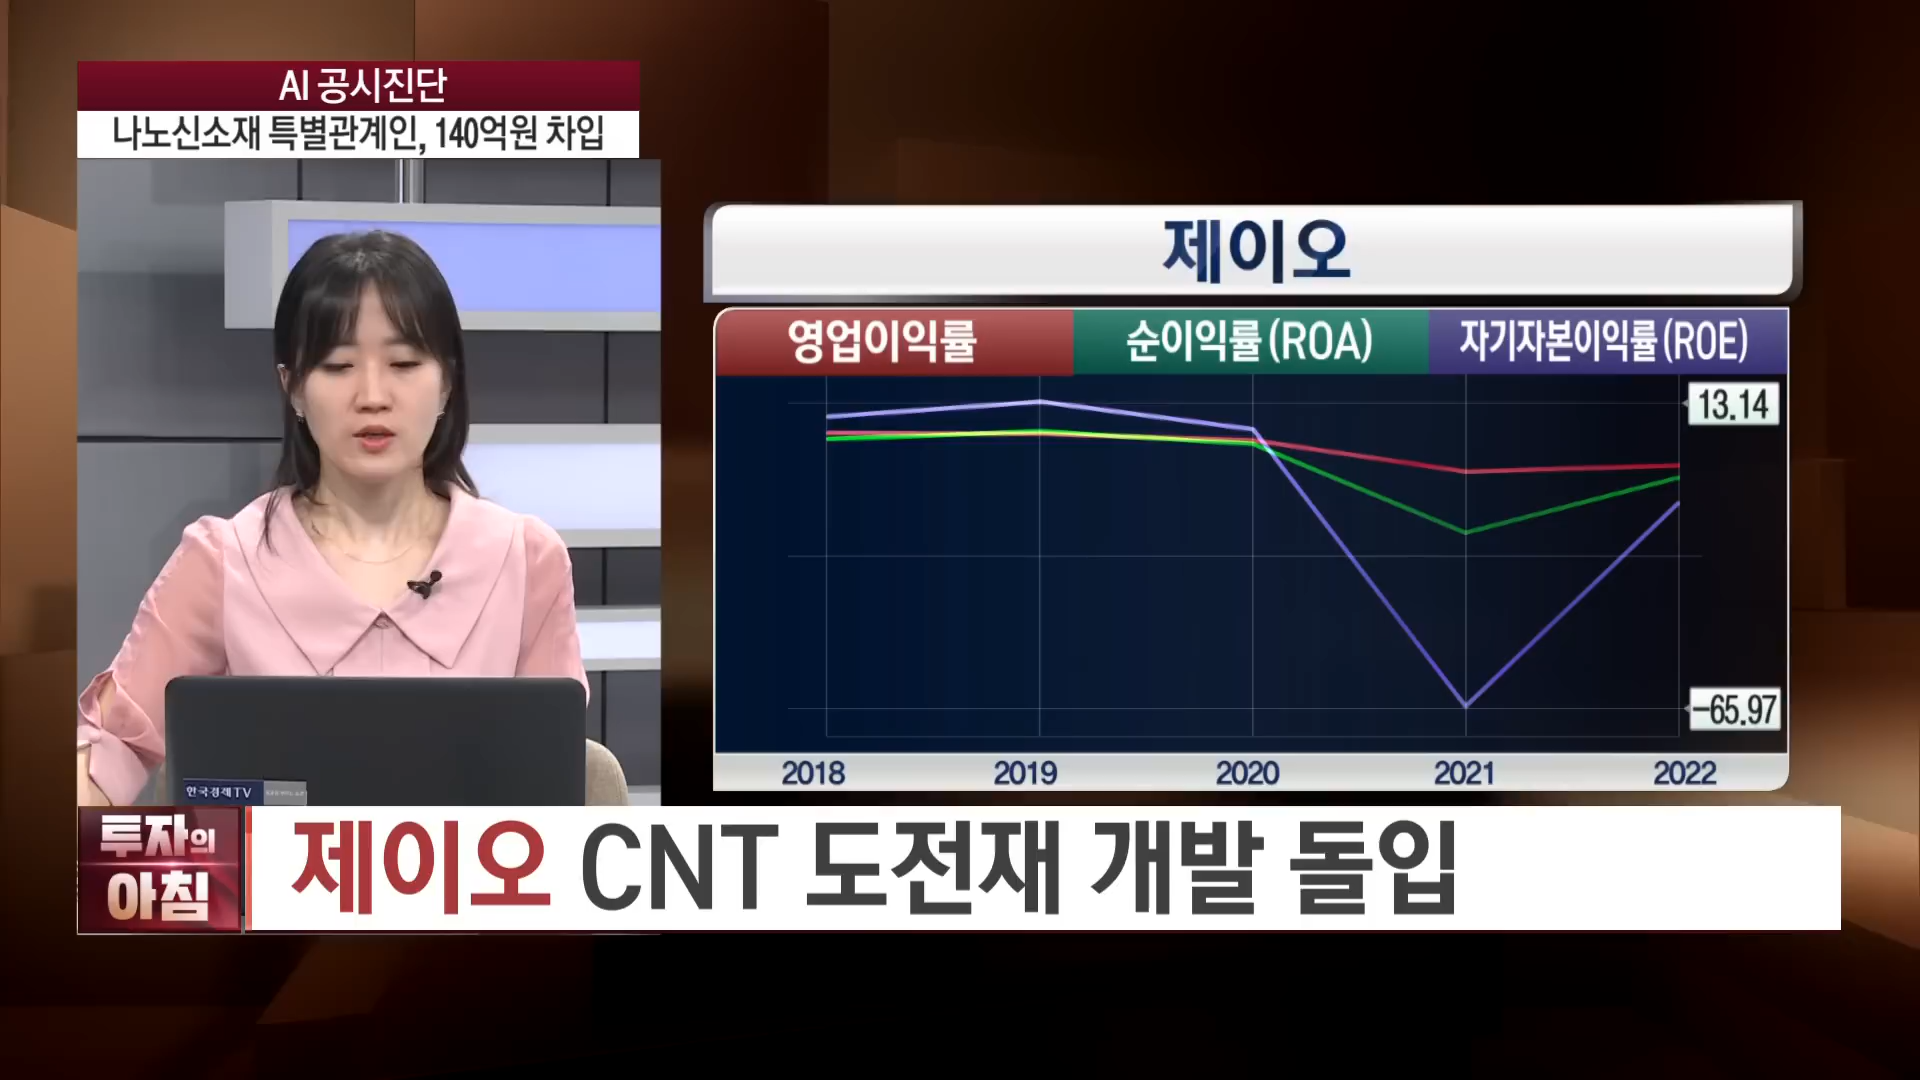 AI 공시진단
나노신소재 특별관계인, 140억원 차입
제이오
영업이익률
순이익률(ROA)
자기자본이익률(ROE)
13.14
-65.97
2018
2019
2020
2021
2022
한국경제TV
투자의
아침
제이오 CNT 도전재 개발 돌입